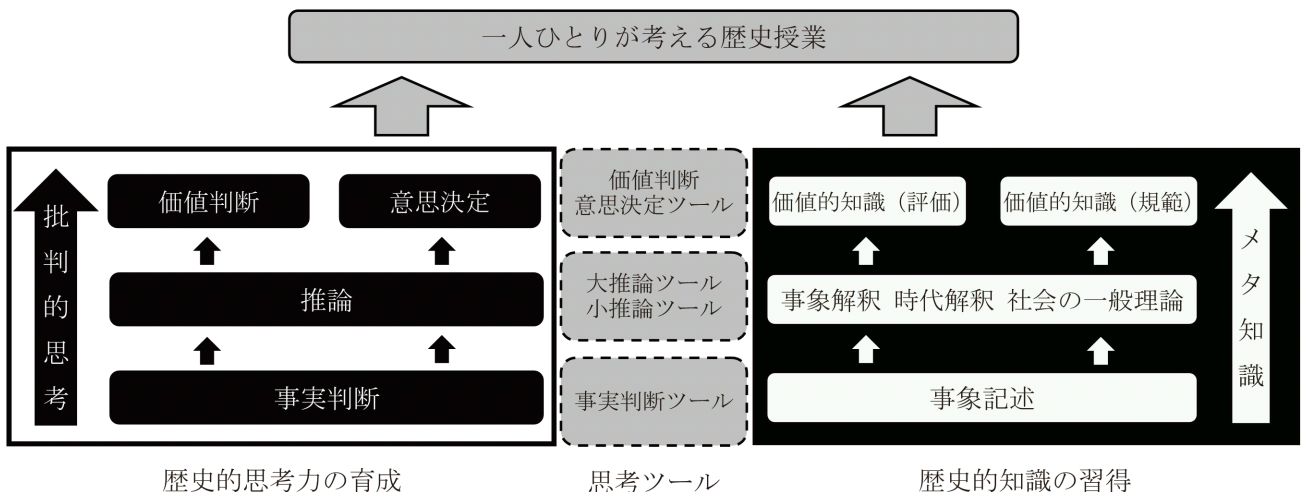 一人ひとりが考える歴史授業
批判的思考
価値判断
意思決定
推論
事実判断
歴史的思考力の育成
価値判断
意思決定ツール
大推論ツール
小推論ツール
事実判断ツール
思考ツール
価値的知識（評価）
価値的知識（規範）
事象解釈 時代解釈 社会の一般理論
事象記述
メタ知識
歴史的知識の習得